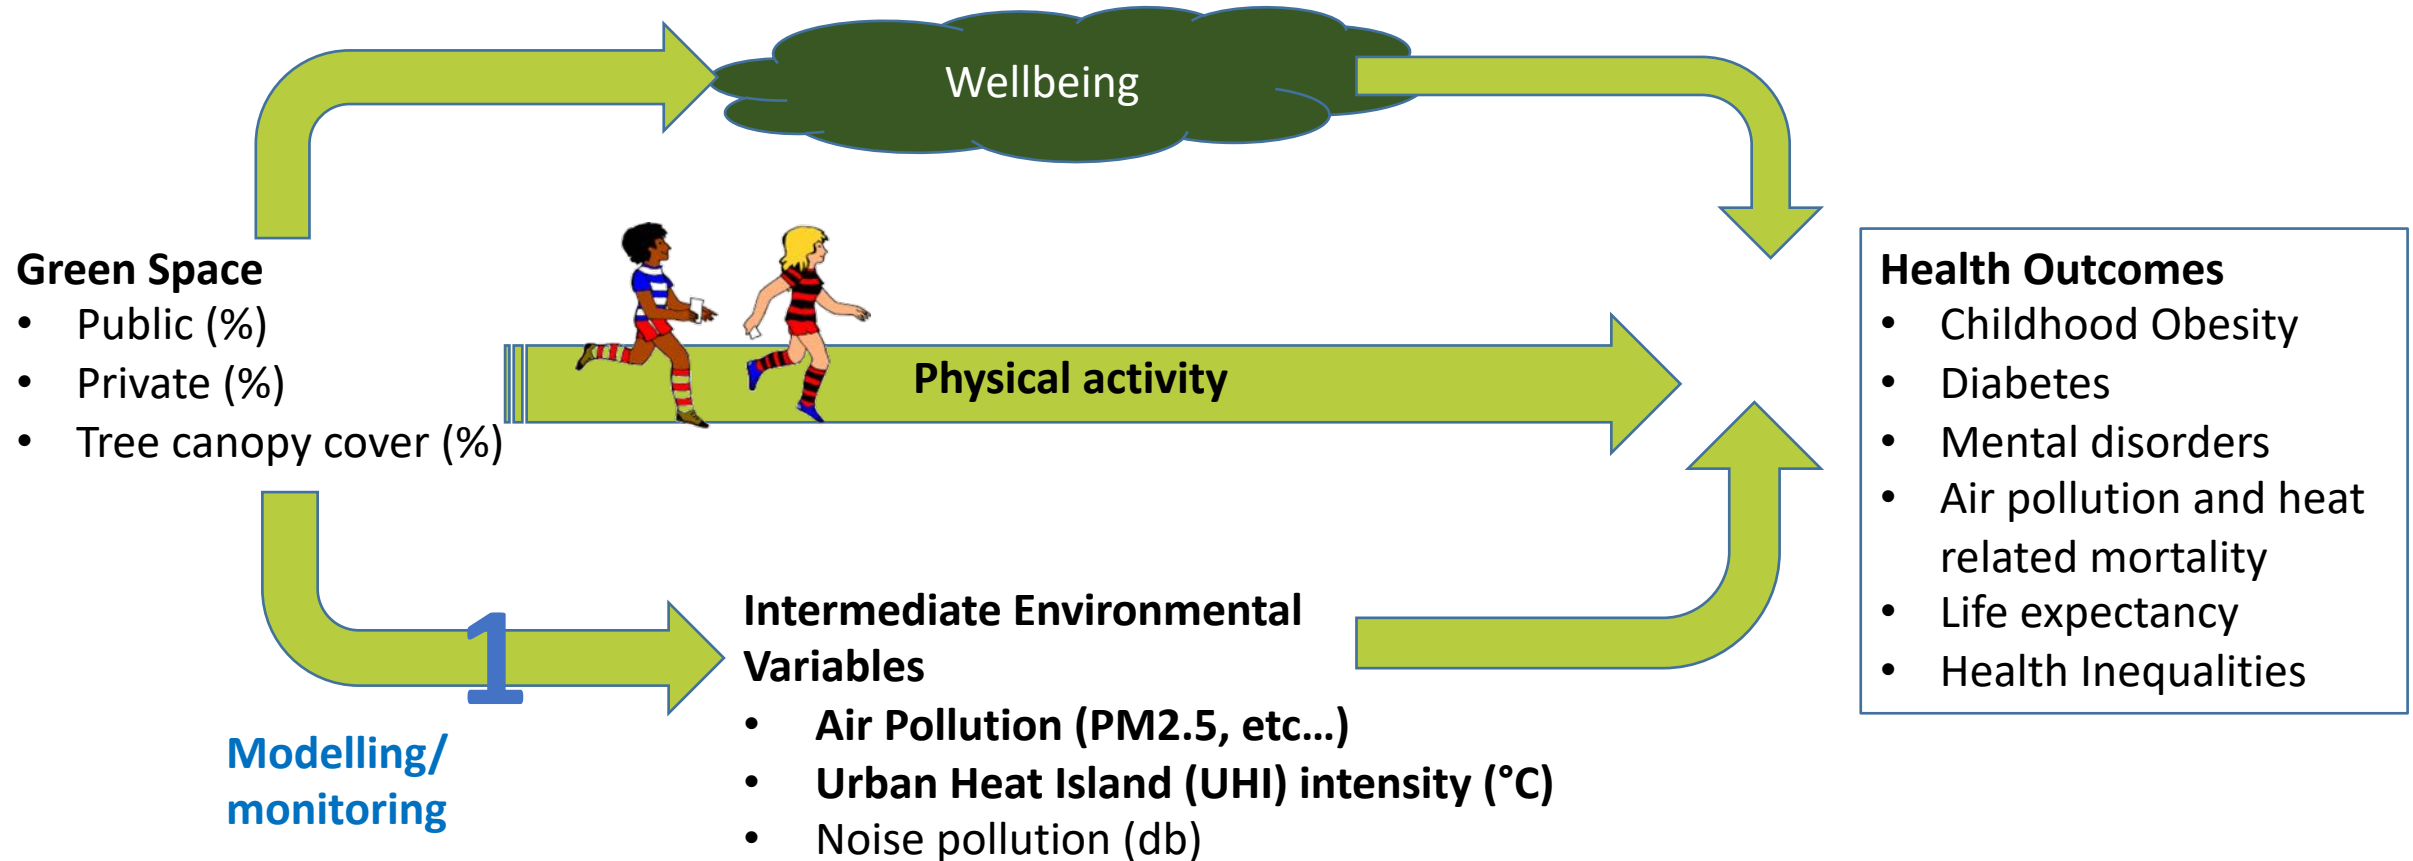 Wellbeing
Green Space
• Public (%)
• Private (%)
• Tree canopy cover (%)
Physical activity
Health Outcomes
• Childhood Obesity
• Diabetes
• Mental disorders
• Air pollution and heat
related mortality
• Life expectancy
• Health Inequalities
1
Modelling/
monitoring
Intermediate Environmental
Variables
• Air Pollution (PM2.5, etc...)
• Urban Heat Island (UHI) intensity (°C)
• Noise pollution (db)